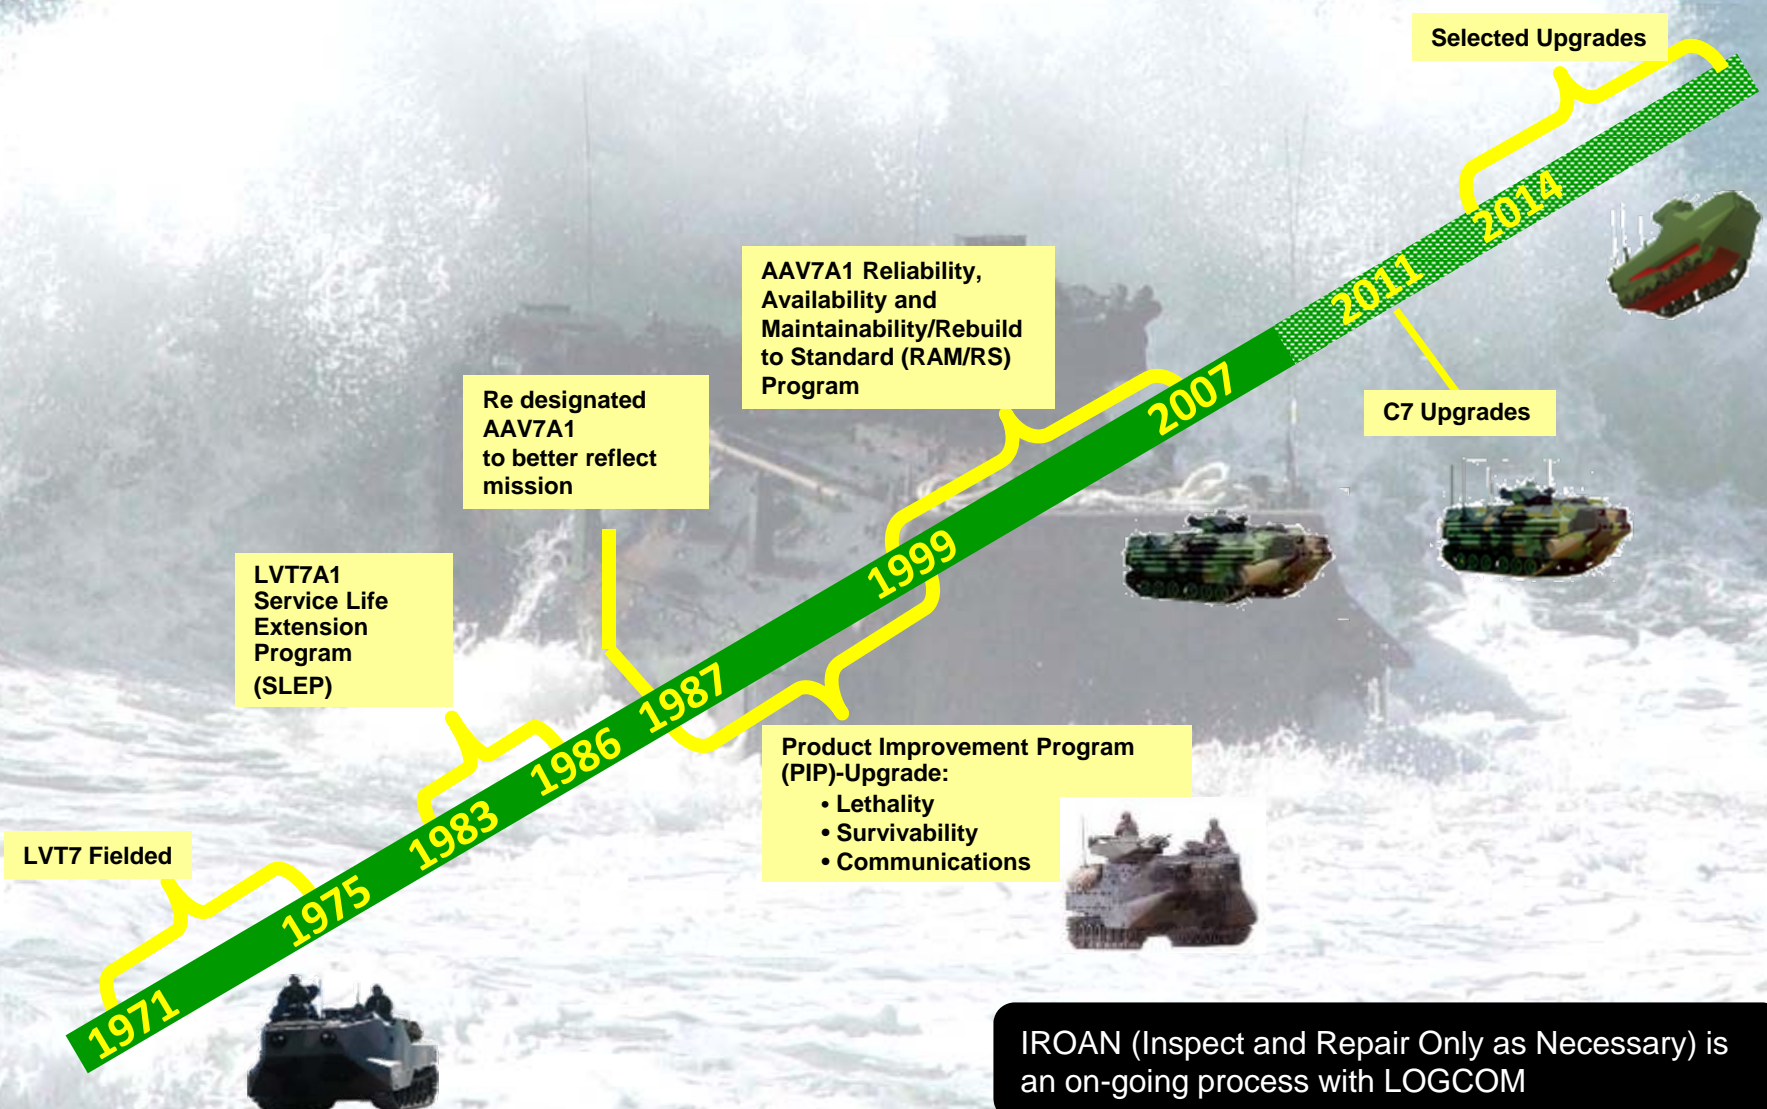 Selected Upgrades
2014
2011
AAV7A1 Reliability,
Availability and
Maintainability/Rebuild
to Standard (RAM/RS)
Program
Re designated
AAV7A1
to better reflect
mission
2007
C7 Upgrades
1999
LVT7A1
Service Life
Extension
Program
(SLEP)
1987
1986
Product Improvement Program
(PIP)-Upgrade:
• Lethality
• Survivability
• Communications
1983
LVT7 Fielded
1975
1971
IROAN (Inspect and Repair Only as Necessary) is
an on-going process with LOGCOM